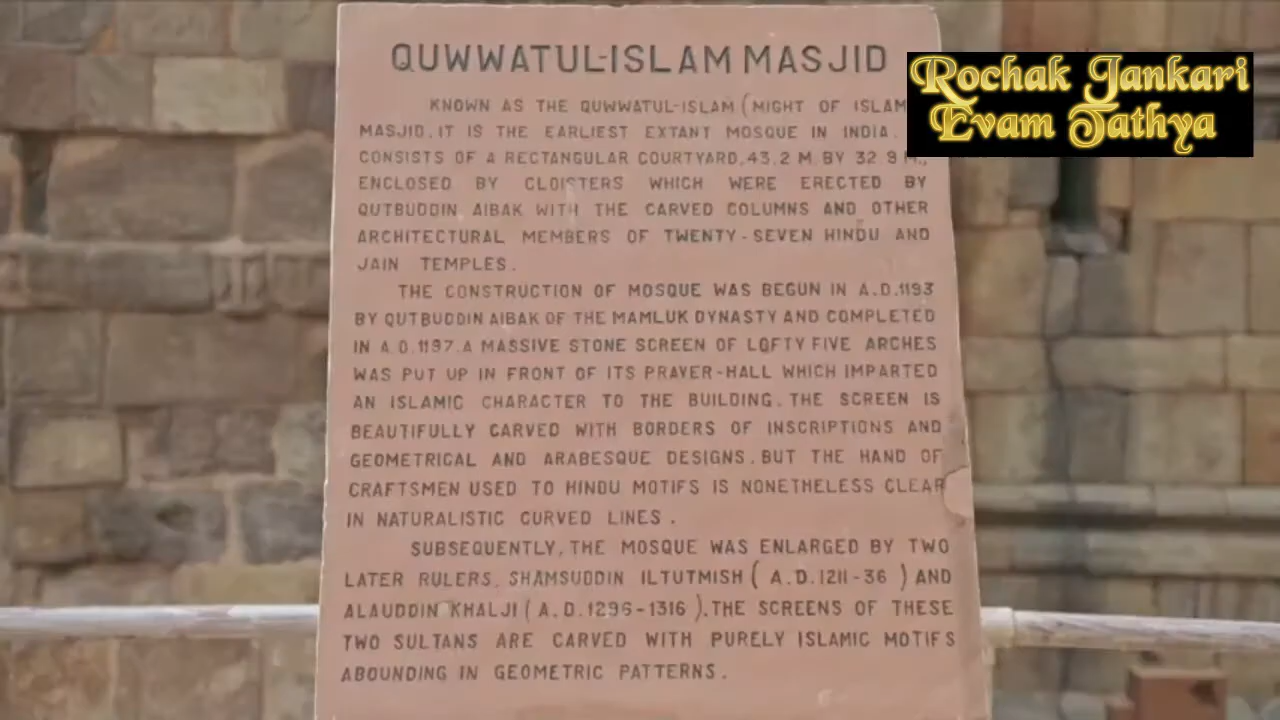 QUWWATUL-ISLAM MASJID
KNOWN AS THE QUWWATUL-ISLAM (MIGHT OF ISLAM
MASJID. IT IS THE EARLIEST EXTANT MOSQUE IN INDIA.
CONSISTS OF A RECTANGULAR COURTYARD, 43.2 M BY 32 9 M.,
ENCLOSED BY CLOISTERS WHICH WERE ERECTED BY
QUTBUDDIN AIBAK WITH THE CARVED COLUMNS AND OTHER
ARCHITECTURAL MEMBERS OF TWENTY-SEVEN HINDU AND
JAIN TEMPLES.
THE CONSTRUCTION OF MOSQUE WAS BEGUN IN A.D.1193
BY QUTBUDDIN AIBAK OF THE MAMLUK DYNASTY AND COMPLETED
IN A.D.1197. A MASSIVE STONE SCREEN OF LOFTY FIVE ARCHES
WAS PUT UP IN FRONT OF ITS PRAYER-HALL WHICH IMPARTED
AN ISLAMIC CHARACTER TO THE BUILDING. THE SCREEN IS
BEAUTIFULLY CARVED WITH BORDERS OF INSCRIPTIONS AND
GEOMETRICAL AND ARABESQUE DESIGNS. BUT THE HAND OF
CRAFTSMEN USED TO HINDU MOTIFS IS NONETHELESS CLEAR
IN NATURALISTIC CURVED LINES.
SUBSEQUENTLY, THE MOSQUE WAS ENLARGED BY TWO
LATER RULERS, SHAMSUDDIN ILTUTMISH (A.D.1211-36) AND
ALAUDDIN KHALJI (A.D.1296-1316). THE SCREENS OF THESE
TWO SULTANS ARE CARVED WITH PURELY ISLAMIC MOTIFS
ABOUNDING IN GEOMETRIC PATTERNS.
Rochak Jankari
Evam Tathya